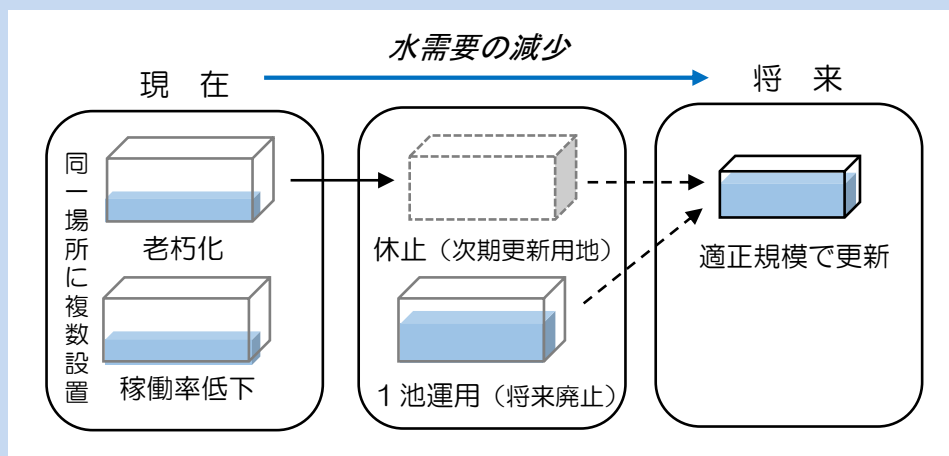 水需要の減少
現 在
将 来
同一場所に複数設置
老朽化
稼働率低下
休止（次期更新用地）
１池運用（将来廃止）
適正規模で更新